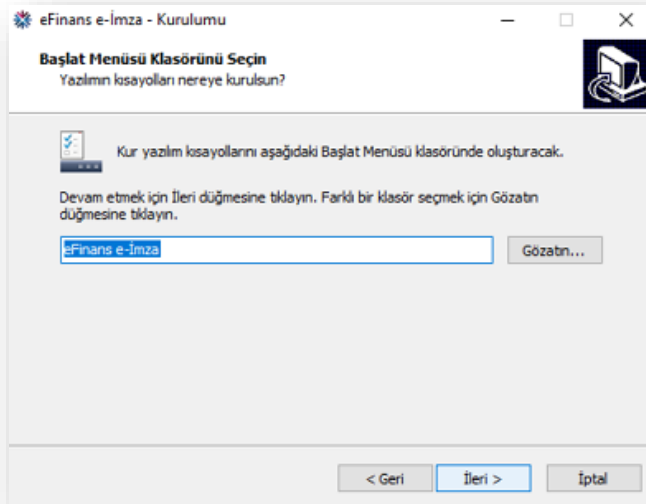 eFinans e-İmza - Kurulumu
Başlat Menüsü Klasörünü Seçin
Yazılımın kısayolları nereye kurulsun?
Kur yazılım kısayollarını aşağıdaki Başlat Menüsü klasöründe oluşturacak.
Devam etmek için İleri düğmesine tıklayın. Farklı bir klasör seçmek için Gözatın
düğmesine tıklayın.
eFinans e-İmza
Gözatın...
< Geri
İleri >
İptal